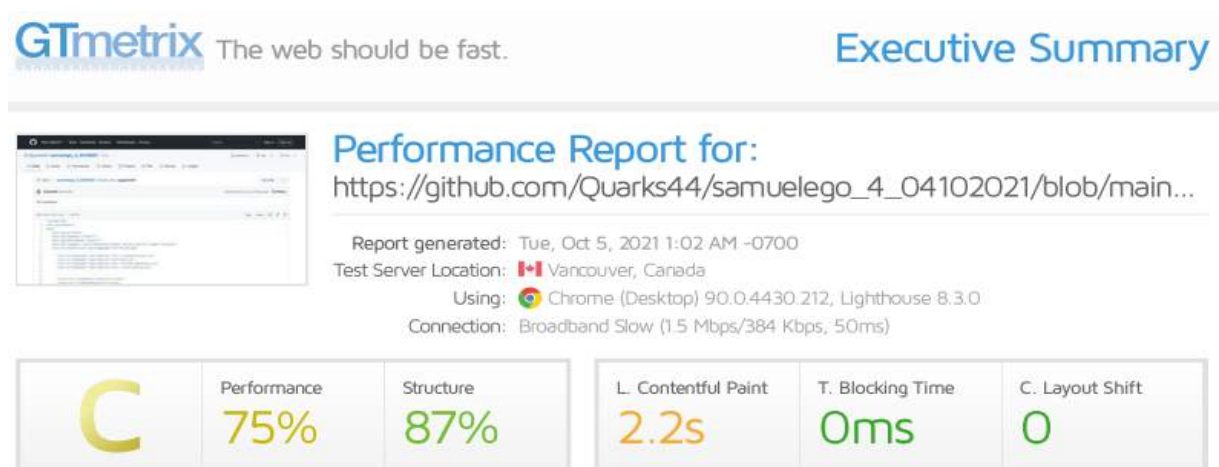 GTmetrix The web should be fast.
Executive Summary
Performance Report for:
https://github.com/Quarks44/samuelego_4_04102021/blob/main...
Report generated: Tue, Oct 5, 2021 1:02 AM -0700
Test Server Location: Vancouver, Canada
Using: Chrome (Desktop) 90.0.4430.212, Lighthouse 8.3.0
Connection: Broadband Slow (1.5 Mbps/384 Kbps, 50ms)
C
Performance
75%
Structure
87%
L. Contentful Paint
2.2s
T. Blocking Time
0ms
C. Layout Shift
0